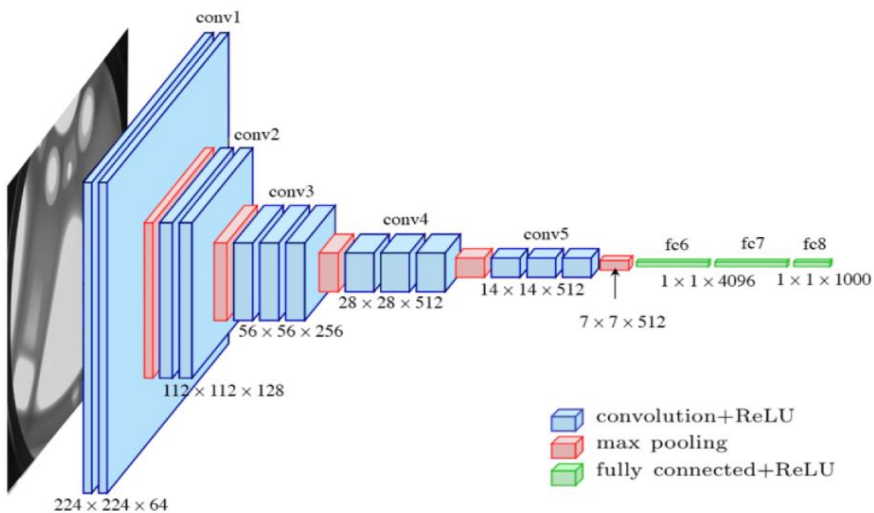 conv1
conv2
conv3
conv4
conv5
fc6
fc7
fc8
1 × 1 × 4096
1 × 1 × 1000
28 × 28 × 512
14 × 14 × 512
7 × 7 × 512
56 × 56 × 256
112 × 112 × 128
224 × 224 × 64
convolution+ReLU
max pooling
fully connected+ReLU